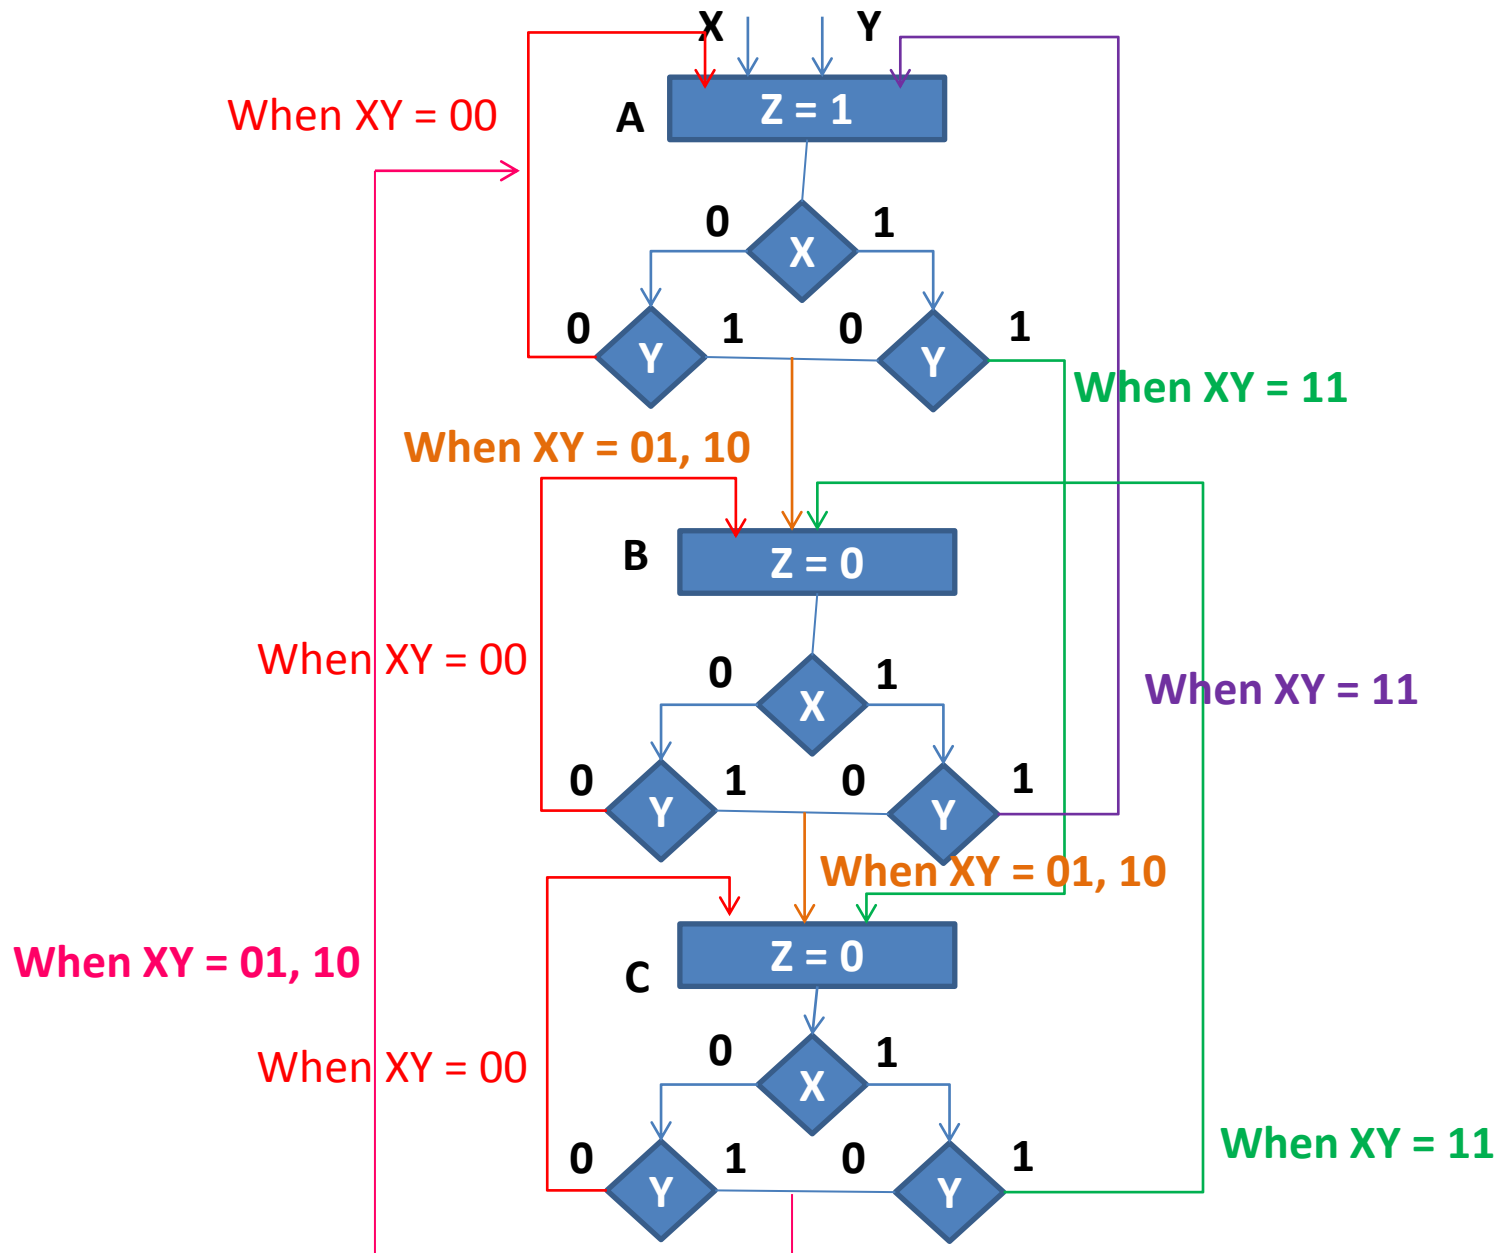 X Y
When XY = 00
A
Z = 1
0 1
X
0 1 0 1
Y Y
When XY = 11
When XY = 01, 10
B
Z = 0
When XY = 00
0 1
X
When XY = 11
0 1 0 1
Y Y
When XY = 01, 10
When XY = 01, 10
C
Z = 0
0 1
When XY = 00
X
When XY = 11
0 1 0 1
Y Y